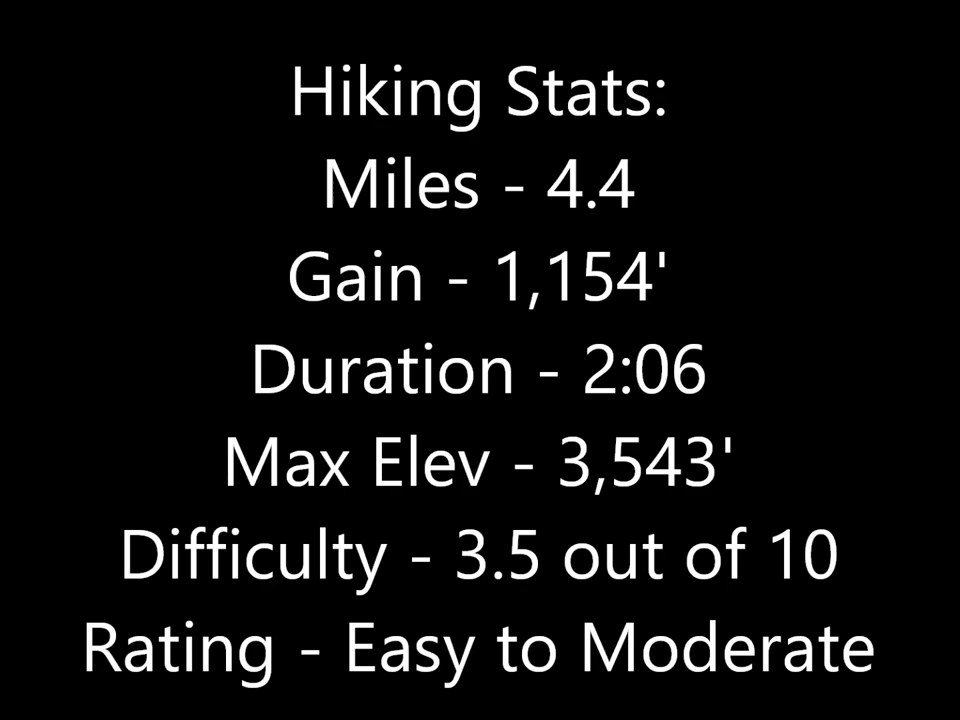 Hiking Stats:
Miles - 4.4
Gain - 1,154'
Duration - 2:06
Max Elev - 3,543'
Difficulty - 3.5 out of 10
Rating - Easy to Moderate